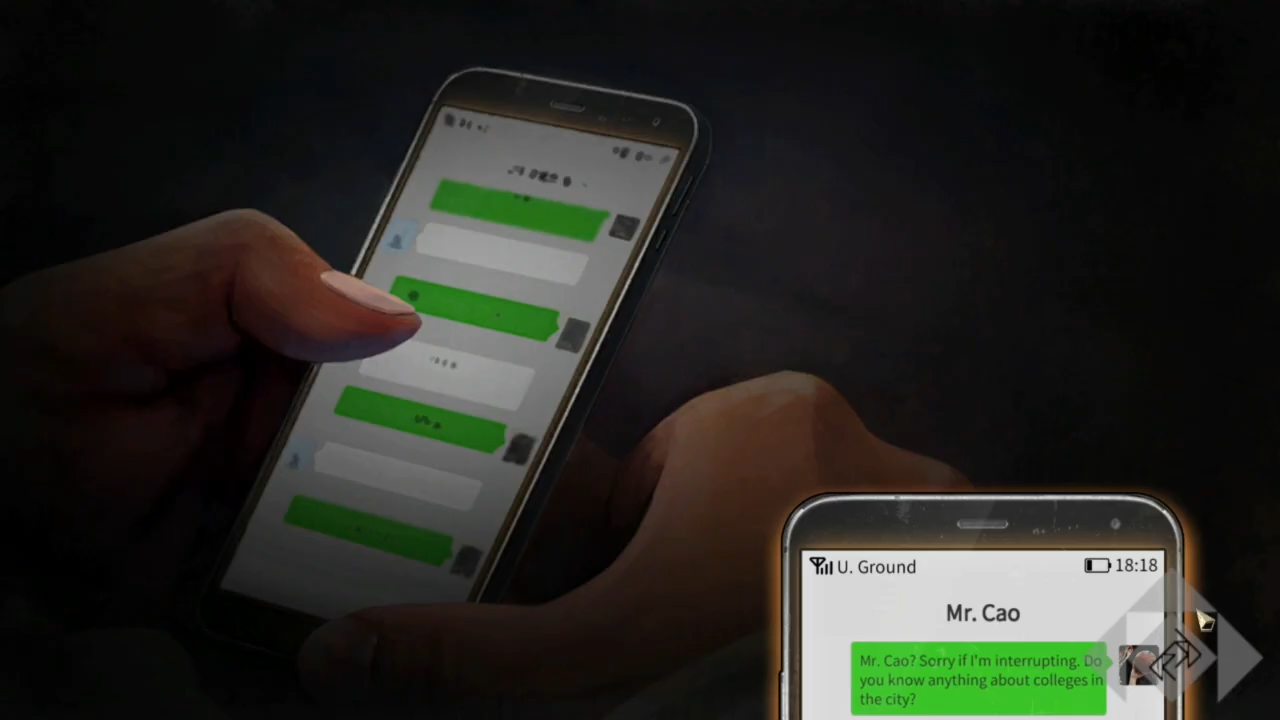 U. Ground
18:18
Mr. Cao
Mr. Cao? Sorry if I'm interrupting. Do
you know anything about colleges in
the city?